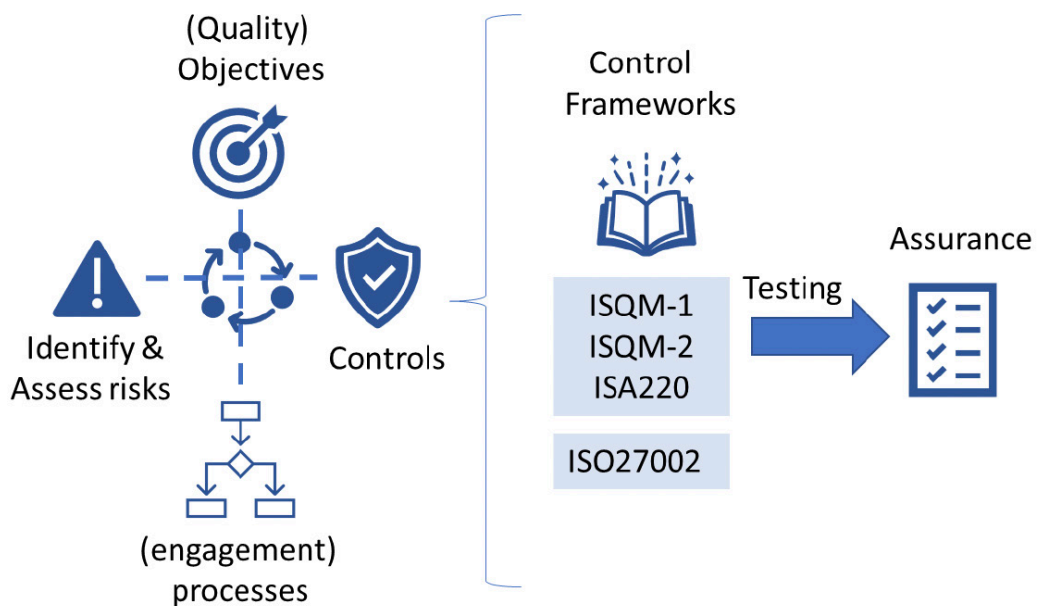 (Quality)
Objectives
Identify &
Assess risks
Controls
(engagement)
processes
Control
Frameworks
ISQM-1
ISQM-2
ISA220
ISO27002
Testing
Assurance